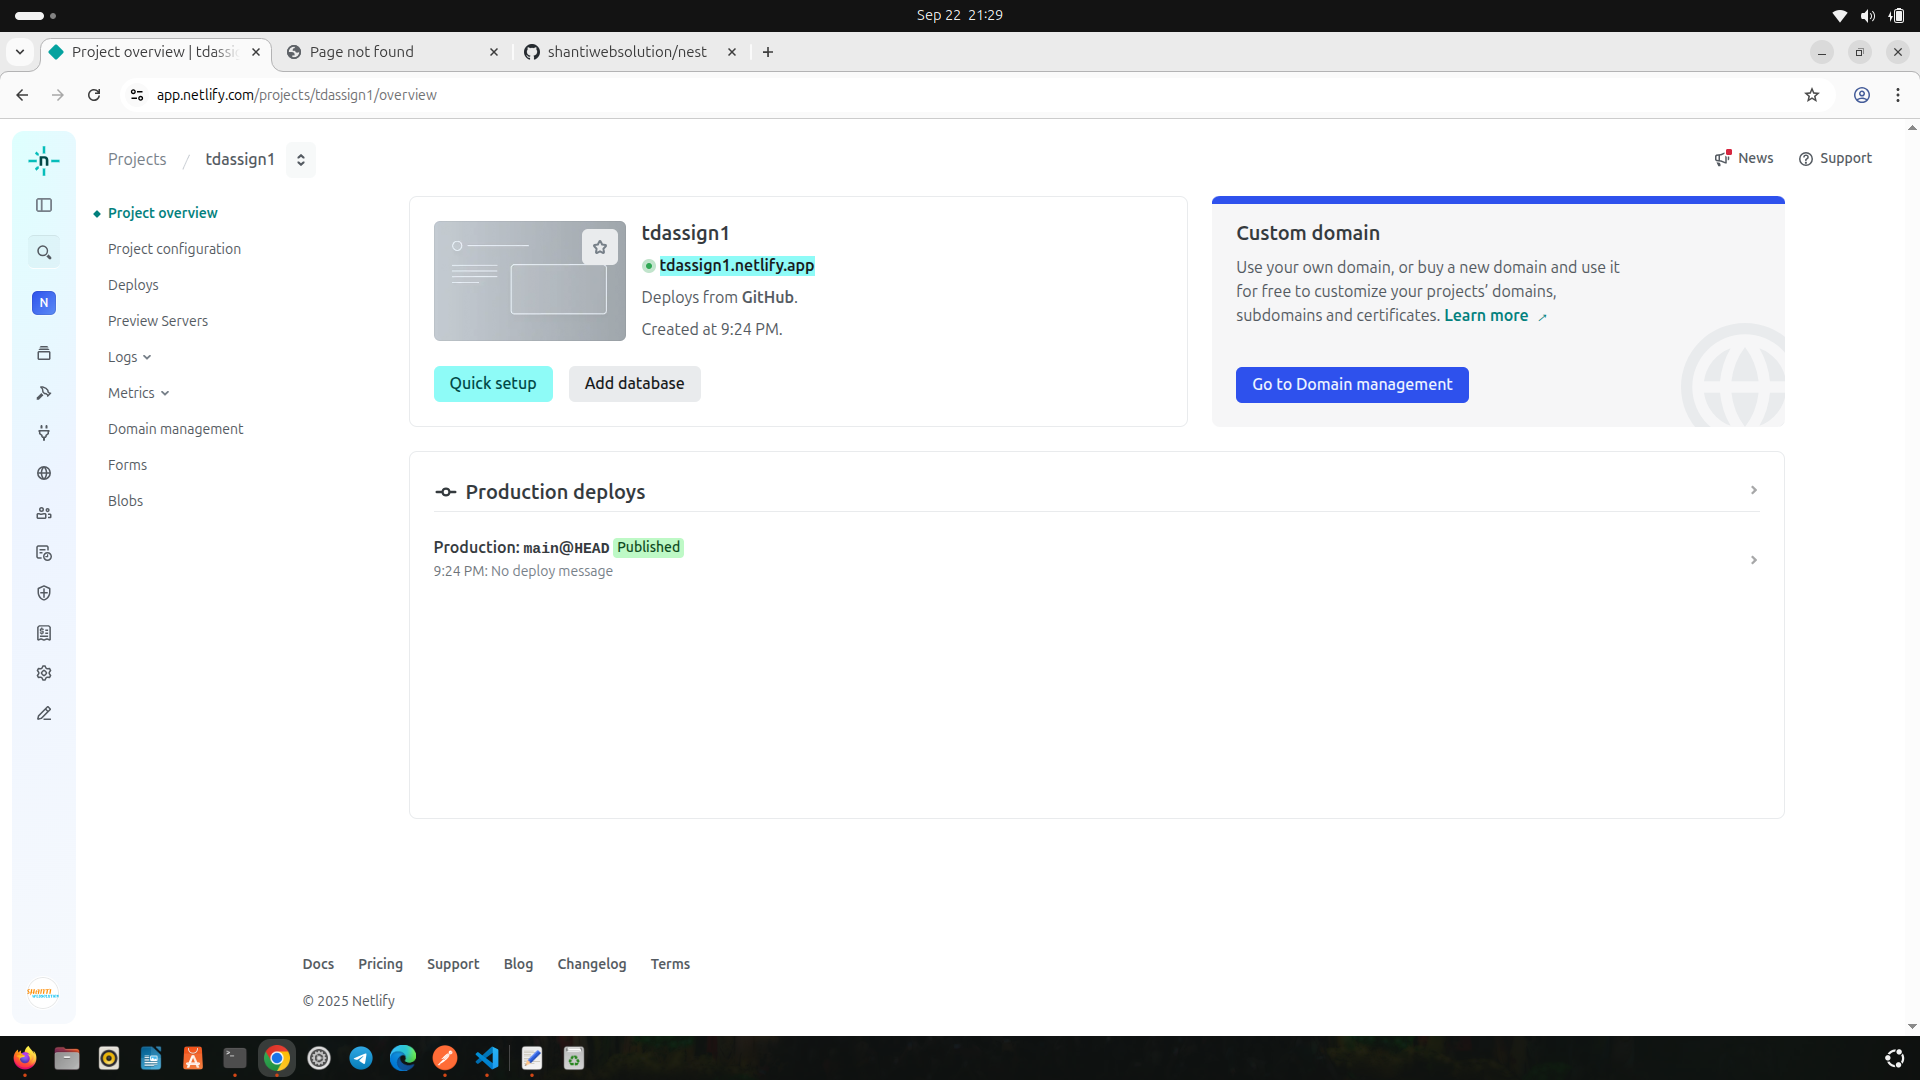 Sep 22 21:29
Project overview | tdassig
Page not found
shantiwebsolution/nest
app.netlify.com/projects/tdassign1/overview
n
Projects / tdassign1
News
Support
Project overview
Project configuration
Deploys
Preview Servers
Logs
Metrics
Domain management
Forms
Blobs
N
tdassign1
tdassign1.netlify.app
Deploys from GitHub.
Created at 9:24 PM.
Quick setup
Add database
Custom domain
Use your own domain, or buy a new domain and use it
for free to customize your projects’ domains,
subdomains and certificates. Learn more
Go to Domain management
Production deploys
Production: main@HEAD Published
9:24 PM: No deploy message
Docs Pricing Support Blog Changelog Terms
© 2025 Netlify